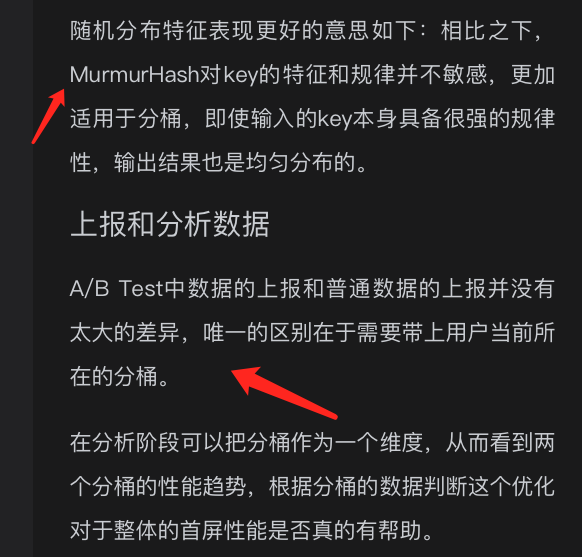 随机分布特征表现更好的意思如下：相比之下，
MurmurHash对key的特征和规律并不敏感，更加
适用于分桶，即使输入的key本身具备很强的规律
性，输出结果也是均匀分布的。
上报和分析数据
A/B Test中数据的上报和普通数据的上报并没有
太大的差异，唯一的区别在于需要带上用户当前所
在的分桶。
在分析阶段可以把分桶作为一个维度，从而看到两
个分桶的性能趋势，根据分桶的数据判断这个优化
对于整体的首屏性能是否真的有帮助。